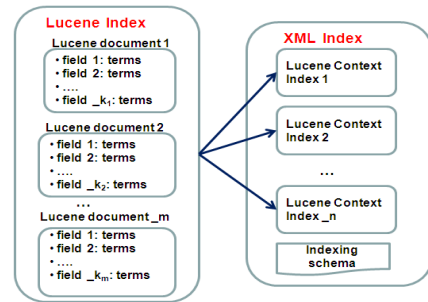 Lucene Index
Lucene document 1
• field 1: terms
• field 2: terms
• ....
• field _k₁: terms
Lucene document 2
• field 1: terms
• field 2: terms
• ....
• field _k₂: terms
...
Lucene document _m
• field 1: terms
• field 2: terms
• ....
• field _kₘ: terms
XML Index
Lucene Context
Index 1
Lucene Context
Index 2
...
Lucene Context
Index _n
Indexing
schema